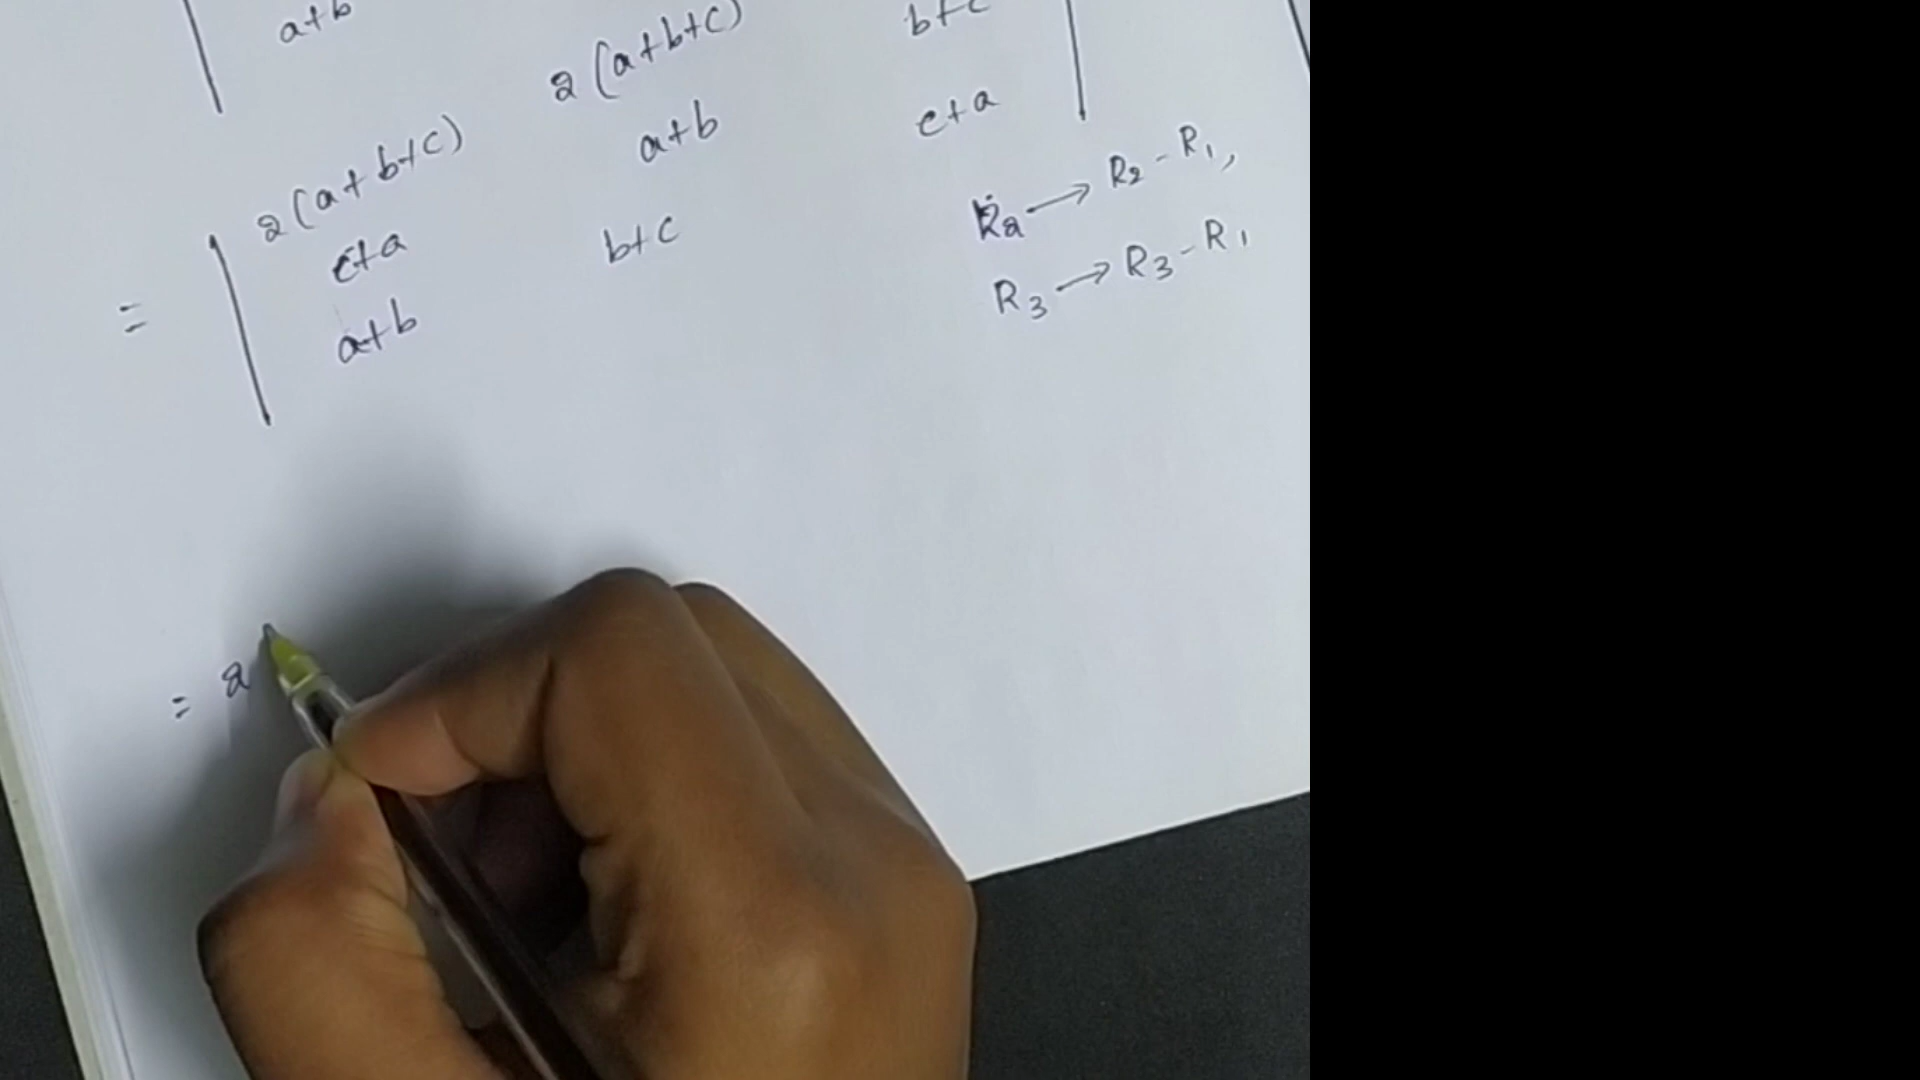 a+b
2(a+b+c) 2(a+b+c) b+c
= | c+a a+b c+a |
a+b b+c R2 → R2 - R1,
R3 → R3 - R1
= 2